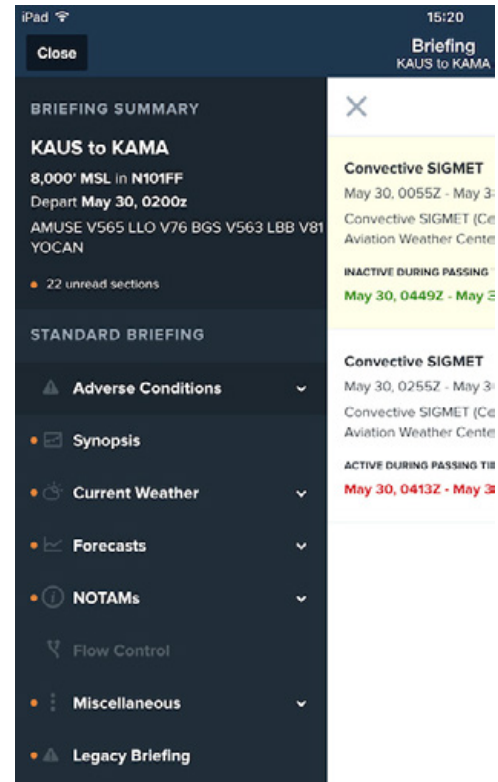 iPad
15:20
Close
Briefing
KAUS to KAMA
BRIEFING SUMMARY
KAUS to KAMA
8,000' MSL in N101FF
Depart May 30, 0200z
AMUSE V565 LLO V76 BGS V563 LBB V81
YOCAN
22 unread sections
STANDARD BRIEFING
Adverse Conditions
Synopsis
Current Weather
Forecasts
NOTAMs
Flow Control
Miscellaneous
Legacy Briefing
Convective SIGMET
May 30, 0055Z - May
Convective SIGMET (Ce
Aviation Weather Cente
INACTIVE DURING PASSING
May 30, 0449Z - May
Convective SIGMET
May 30, 0255Z - May
Convective SIGMET (Ce
Aviation Weather Cente
ACTIVE DURING PASSING
May 30, 0413Z - May